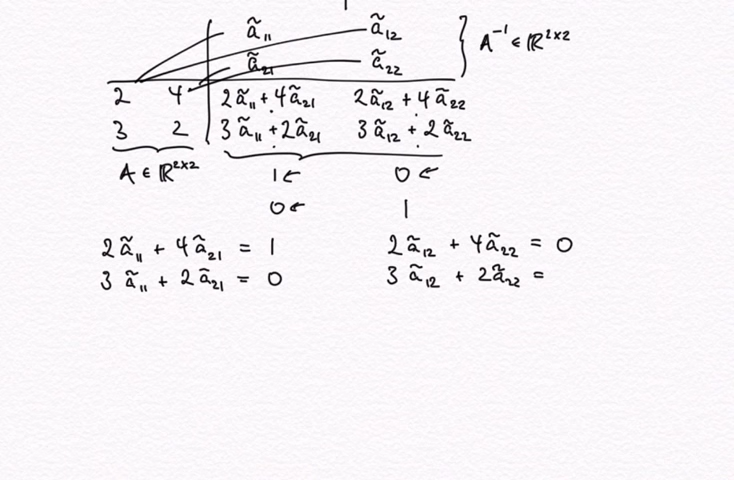 ã₁₁ ã₁₂ } A⁻¹ ∈ ℝ²ˣ²
ã₂₁ ã₂₂
2 4 2ã₁₁ + 4ã₂₁ 2ã₁₂ + 4ã₂₂
3 2 3ã₁₁ + 2ã₂₁ 3ã₁₂ + 2ã₂₂
A ∈ ℝ²ˣ² 1 ← 0 ←
0 ← 1
2ã₁₁ + 4ã₂₁ = 1 2ã₁₂ + 4ã₂₂ = 0
3ã₁₁ + 2ã₂₁ = 0 3ã₁₂ + 2ã₂₂ =